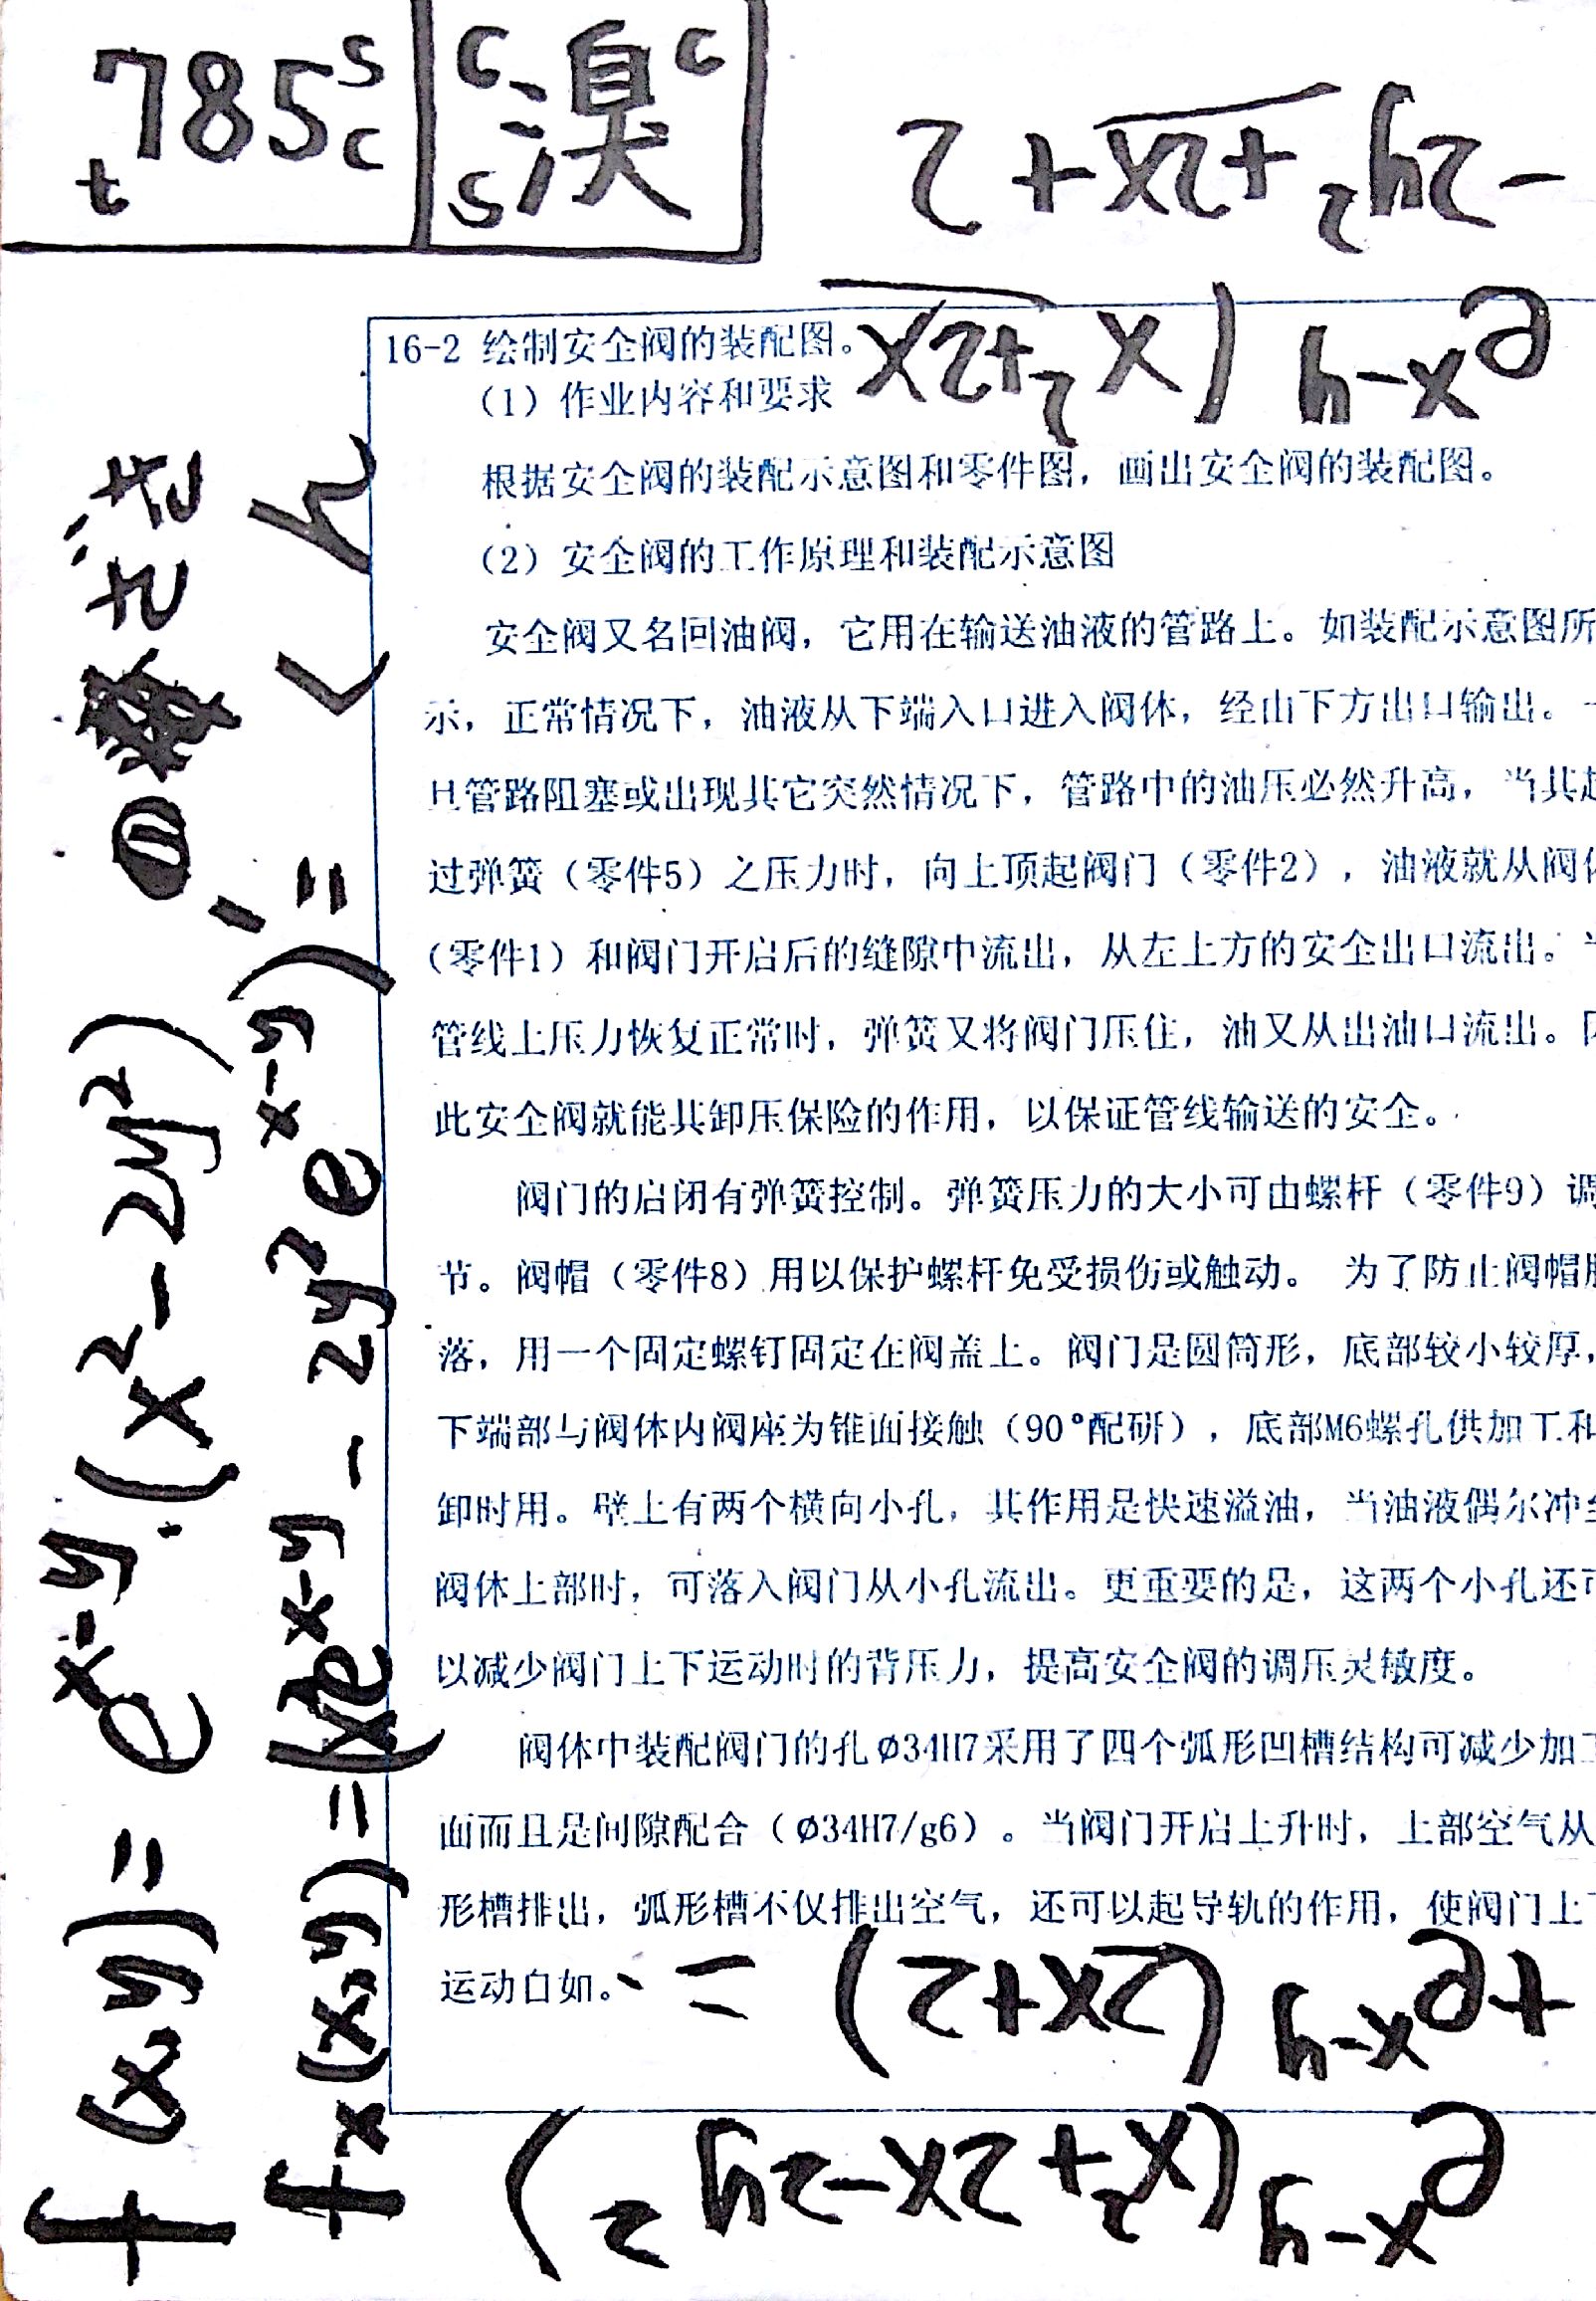 t785sc
c溴c
s
-2y²+2x+2
e^x-y(x²+2x
16-2 绘制安全阀的装配图。
（1）作业内容和要求
根据安全阀的装配示意图和零件图，画出安全阀的装配图。
（2）安全阀的工作原理和装配示意图
安全阀又名回油阀，它用在输送油液的管路上。如装配示意图所
示，正常情况下，油液从下端入口进入阀体，经由下方出口输出。一
旦管路阻塞或出现其它突然情况下，管路中的油压必然升高，当其超
过弹簧（零件5）之压力时，向上顶起阀门（零件2），油液就从阀体
（零件1）和阀门开启后的缝隙中流出，从左上方的安全出口流出。当
管线上压力恢复正常时，弹簧又将阀门压住，油又从出油口流出。因
此安全阀就能其卸压保险的作用，以保证管线输送的安全。
阀门的启闭有弹簧控制。弹簧压力的大小可由螺杆（零件9）调
节。阀帽（零件8）用以保护螺杆免受损伤或触动。 为了防止阀帽脱
落，用一个固定螺钉固定在阀盖上。阀门是圆筒形，底部较小较厚，
下端部与阀体内阀座为锥面接触（90°配研），底部M6螺孔供加工和
卸时用。壁上有两个横向小孔，其作用是快速溢油，当油液偶尔冲至
阀体上部时，可落入阀门从小孔流出。更重要的是，这两个小孔还可
以减少阀门上下运动时的背压力，提高安全阀的调压灵敏度。
阀体中装配阀门的孔Ø34H7采用了四个弧形凹槽结构可减少加工
面而且是间隙配合（Ø34H7/g6）。当阀门开启上升时，上部空气从
形槽排出，弧形槽不仅排出空气，还可以起导轨的作用，使阀门上下
运动自如。
f(x,y)=e^x-y·(x²-2y²)
fx(x,y)=(x²e^x-y-2y²e^x-y)'=
+e^x-y(2x+2)=
e^x-y(x²+2x-2y²)